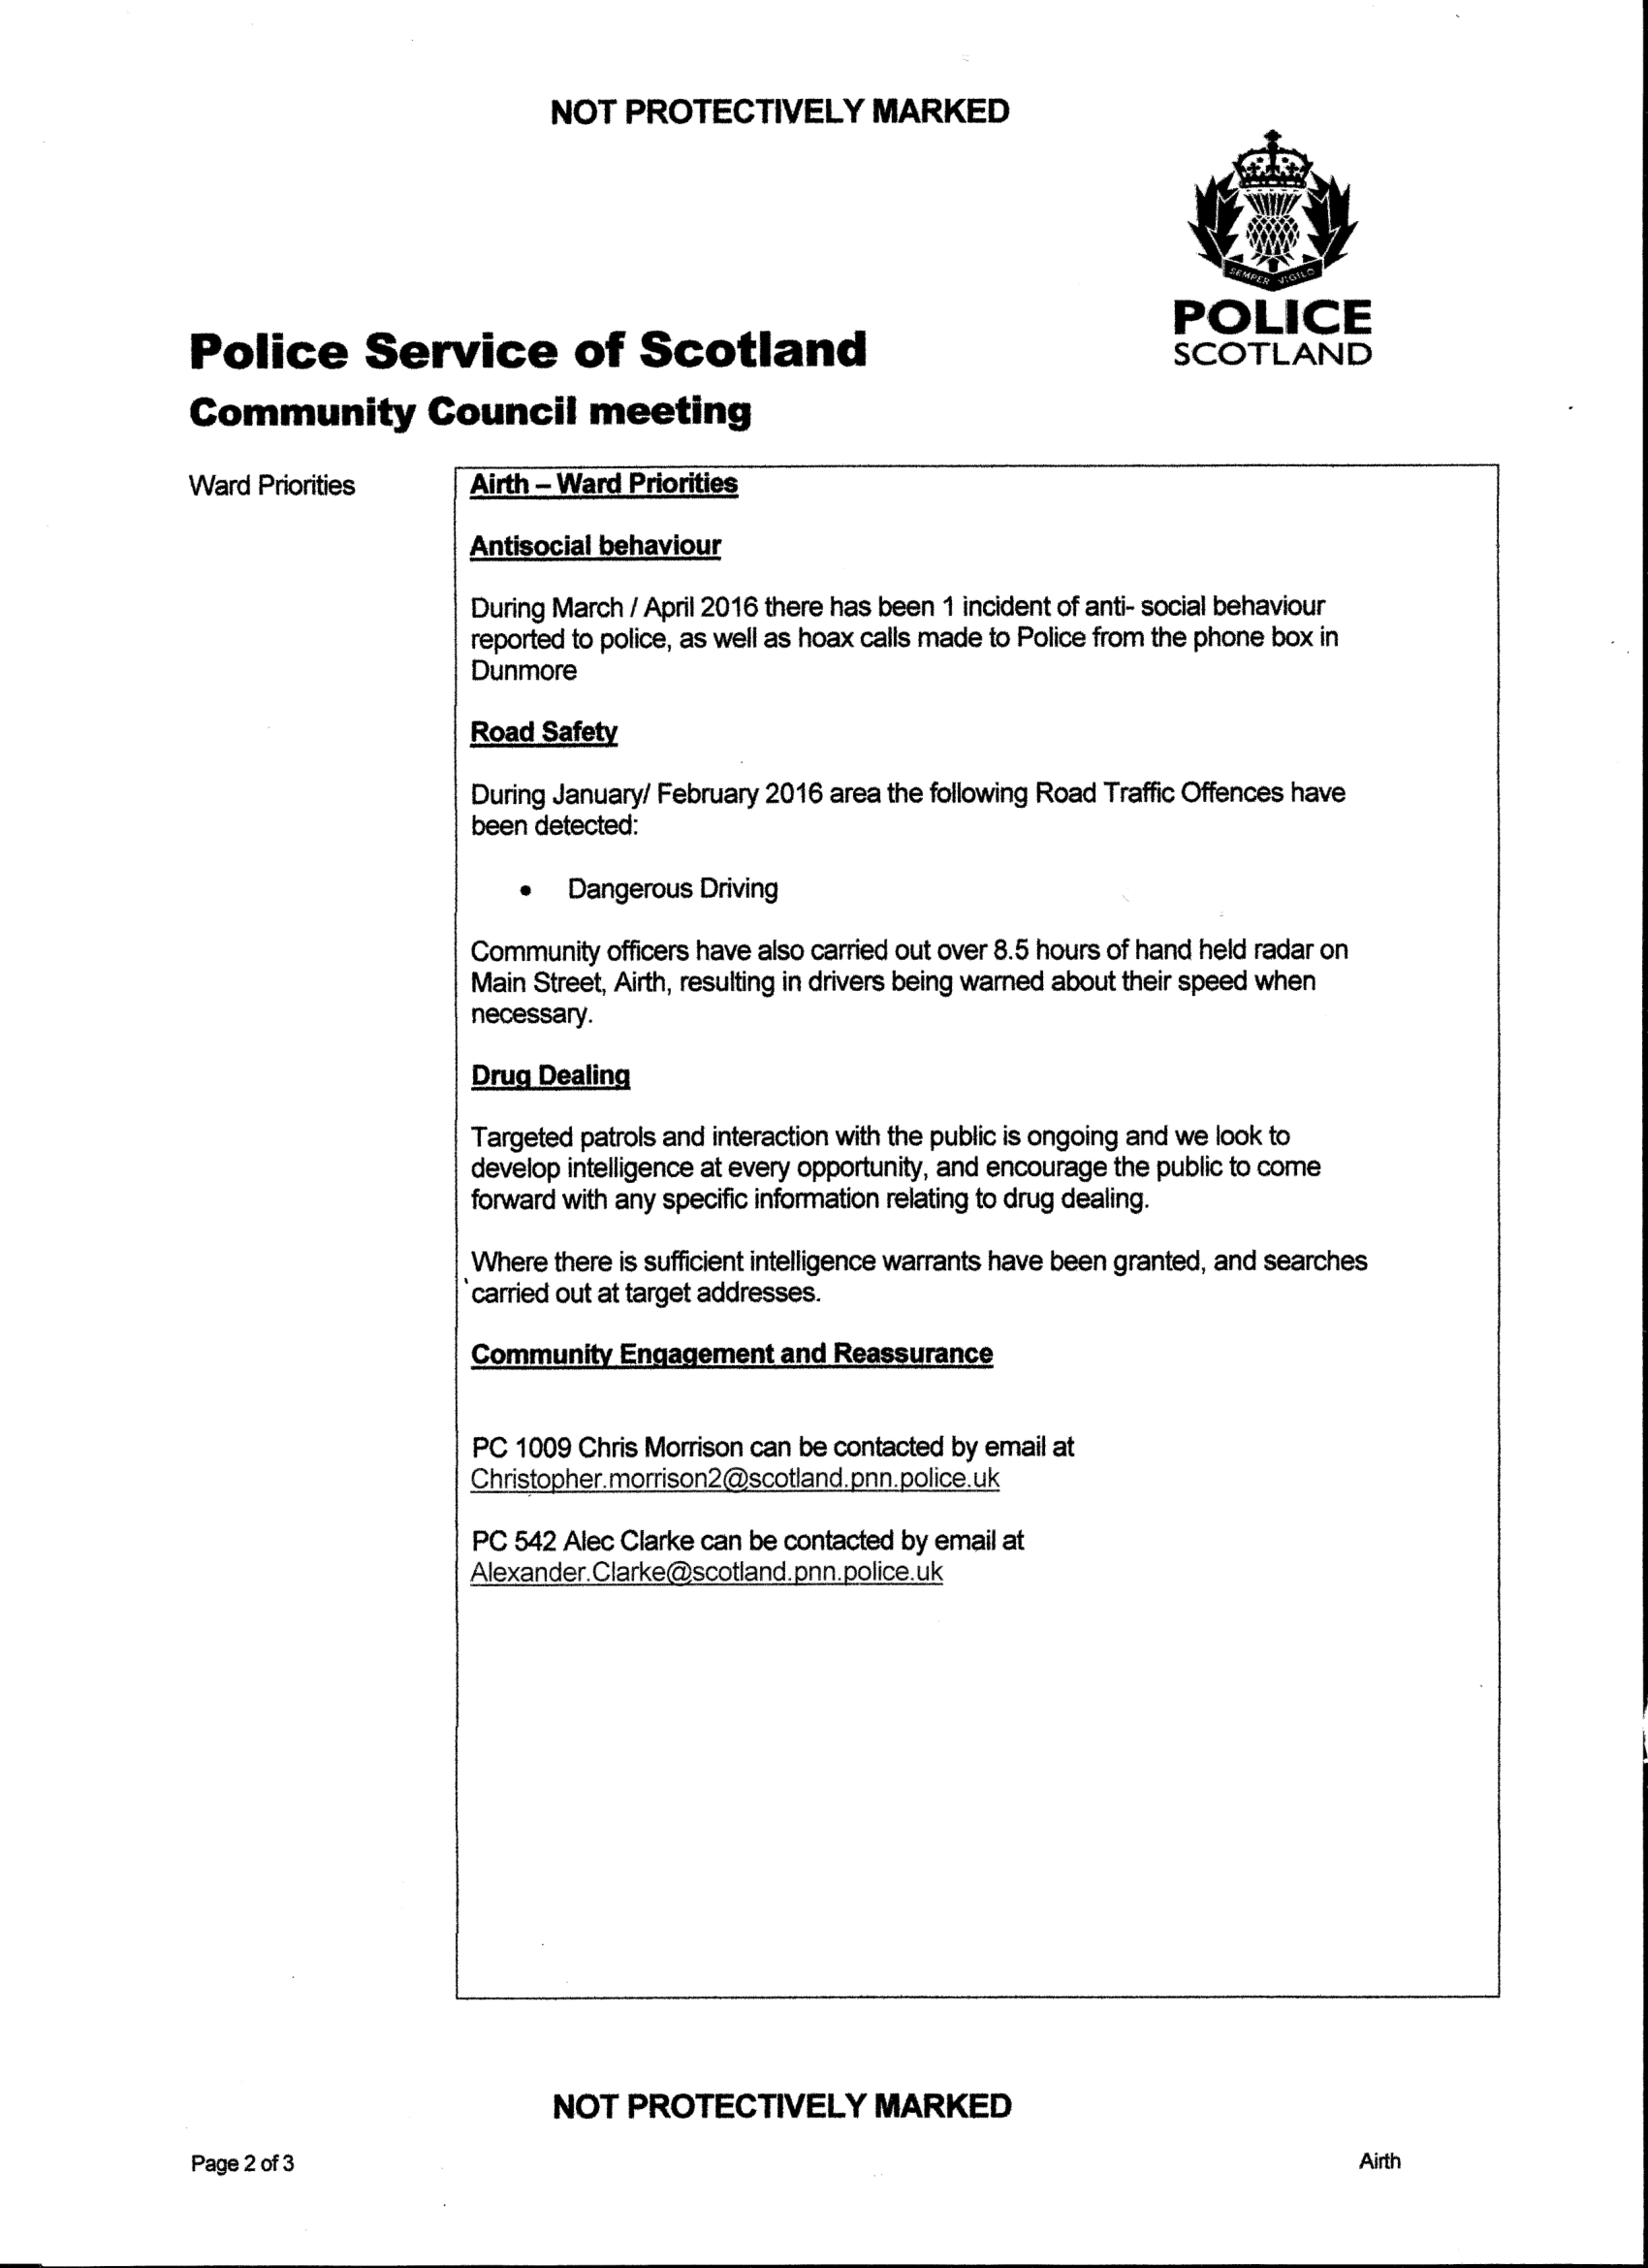 NOT PROTECTIVELY MARKED
SEMPER VIGILO
POLICE
SCOTLAND
Police Service of Scotland
Community Council meeting
Ward Priorities
Airth – Ward Priorities
Antisocial behaviour
During March / April 2016 there has been 1 incident of anti- social behaviour
reported to police, as well as hoax calls made to Police from the phone box in
Dunmore
Road Safety
During January/ February 2016 area the following Road Traffic Offences have
been detected:
• Dangerous Driving
Community officers have also carried out over 8.5 hours of hand held radar on
Main Street, Airth, resulting in drivers being warned about their speed when
necessary.
Drug Dealing
Targeted patrols and interaction with the public is ongoing and we look to
develop intelligence at every opportunity, and encourage the public to come
forward with any specific information relating to drug dealing.
Where there is sufficient intelligence warrants have been granted, and searches
carried out at target addresses.
Community Engagement and Reassurance
PC 1009 Chris Morrison can be contacted by email at
Christopher.morrison2@scotland.pnn.police.uk
PC 542 Alec Clarke can be contacted by email at
Alexander.Clarke@scotland.pnn.police.uk
NOT PROTECTIVELY MARKED
Page 2 of 3
Airth